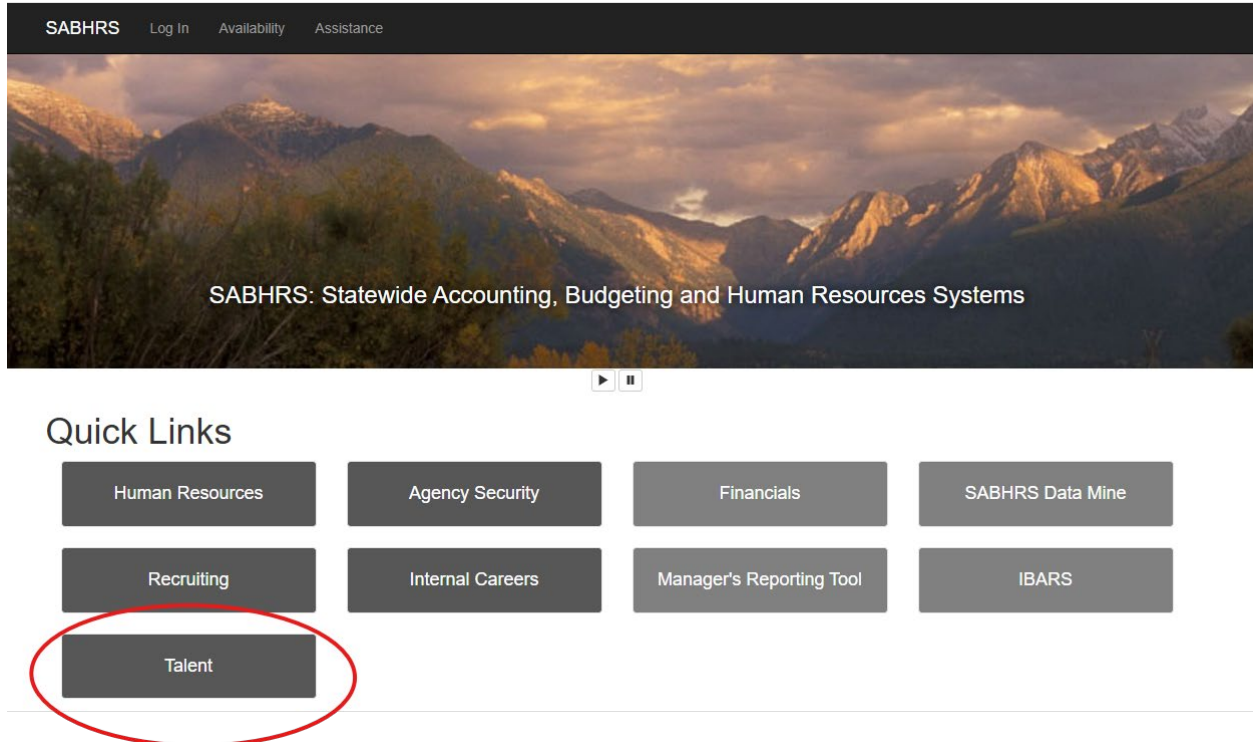 SABHRS Log In Availability Assistance
SABHRS: Statewide Accounting, Budgeting and Human Resources Systems
Quick Links
Human Resources Agency Security Financials SABHRS Data Mine
Recruiting Internal Careers Manager's Reporting Tool IBARS
Talent